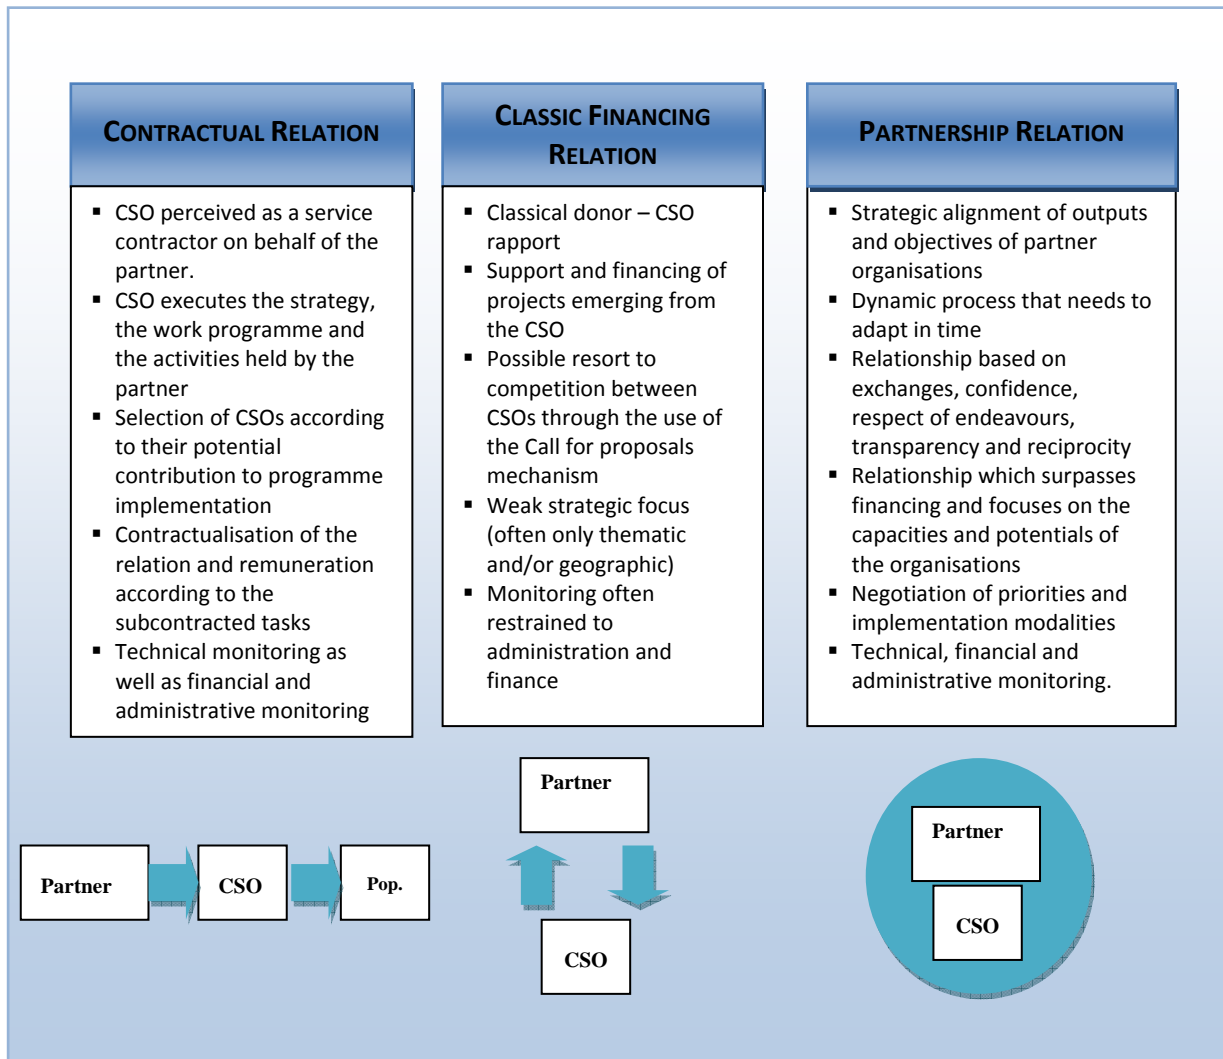 CONTRACTUAL RELATION
▪ CSO perceived as a service
contractor on behalf of the
partner.
▪ CSO executes the strategy,
the work programme and
the activities held by the
partner
▪ Selection of CSOs according
to their potential
contribution to programme
implementation
▪ Contractualisation of the
relation and remuneration
according to the
subcontracted tasks
▪ Technical monitoring as
well as financial and
administrative monitoring
CLASSIC FINANCING
RELATION
▪ Classical donor – CSO
rapport
▪ Support and financing of
projects emerging from
the CSO
▪ Possible resort to
competition between
CSOs through the use of
the Call for proposals
mechanism
▪ Weak strategic focus
(often only thematic
and/or geographic)
▪ Monitoring often
restrained to
administration and
finance
PARTNERSHIP RELATION
▪ Strategic alignment of outputs
and objectives of partner
organisations
▪ Dynamic process that needs to
adapt in time
▪ Relationship based on
exchanges, confidence,
respect of endeavours,
transparency and reciprocity
▪ Relationship which surpasses
financing and focuses on the
capacities and potentials of
the organisations
▪ Negotiation of priorities and
implementation modalities
▪ Technical, financial and
administrative monitoring.
Partner
CSO
Pop.
Partner
CSO
Partner
CSO